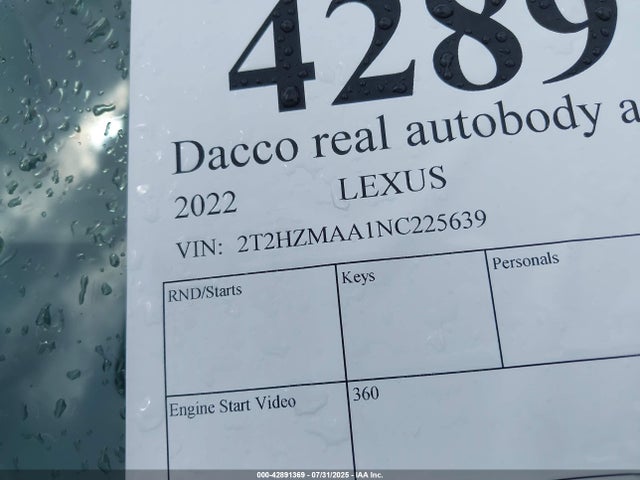 4289
Dacco real autobody a
2022 LEXUS
VIN: 2T2HZMAA1NC225639
RND/Starts Keys Personals
Engine Start Video 360
000-42891369 - 07/31/2025 - IAA Inc.